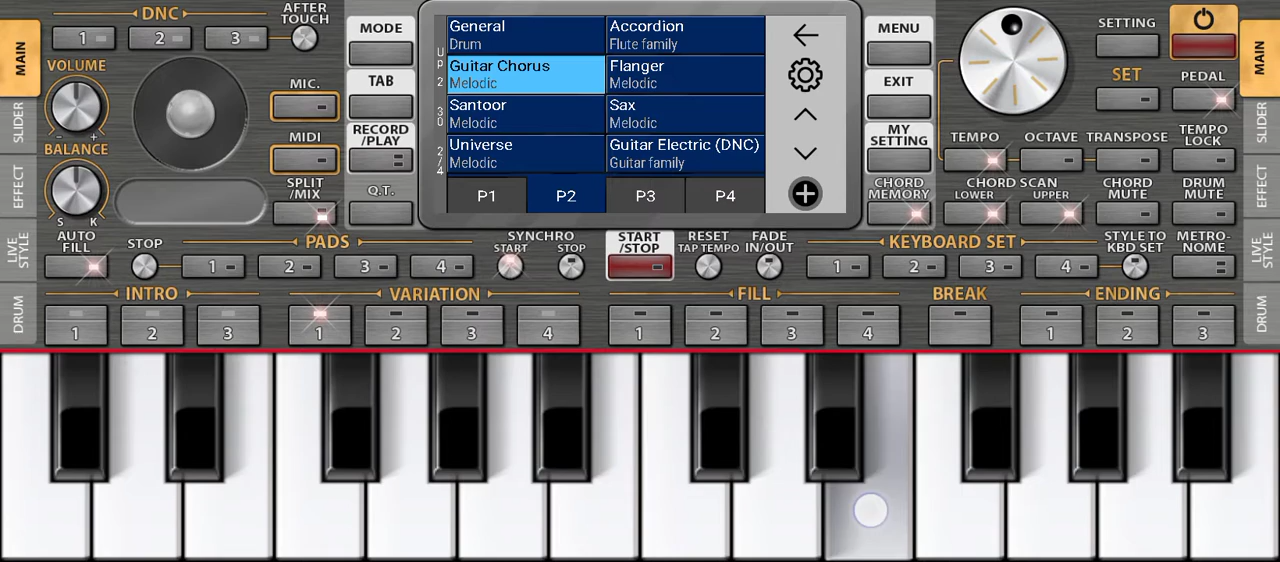 DNC
1
2
3
AFTER
TOUCH
MAIN
VOLUME
- +
BALANCE
S K
MIC.
MIDI
SPLIT
/MIX
SLIDER
EFFECT
LIVE
STYLE
DRUM
MODE
TAB
RECORD
/PLAY
Q.T.
General
Drum
Accordion
Flute family
Guitar Chorus
Melodic
Flanger
Melodic
Santoor
Melodic
Sax
Melodic
Universe
Melodic
Guitar Electric (DNC)
Guitar family
P1
P2
P3
P4
MENU
EXIT
MY
SETTING
CHORD
MEMORY
SETTING
SET
PEDAL
TEMPO
OCTAVE
TRANSPOSE
TEMPO
LOCK
CHORD SCAN
LOWER
UPPER
CHORD
MUTE
DRUM
MUTE
MAIN
SLIDER
EFFECT
LIVE
STYLE
DRUM
AUTO
FILL
STOP
PADS
1
2
3
4
SYNCHRO
START
STOP
START
/STOP
RESET
TAP TEMPO
FADE
IN/OUT
KEYBOARD SET
1
2
3
4
STYLE TO
KBD SET
METRO-
NOME
INTRO
1
2
3
VARIATION
1
2
3
4
FILL
1
2
3
4
BREAK
ENDING
1
2
3